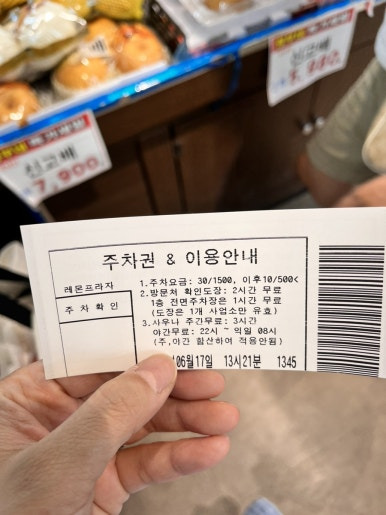 신고배
7,900
신고배
5,980
주차권 & 이용안내
레몬프라자
주 차 확 인
1.주차요금: 30/1500, 이후10/500<
2.방문처 확인도장: 2시간 무료
1층 전면주차장은 1시간 무료
(도장은 1개 사업소만 유효)
3.사우나 주간무료: 3시간
야간무료: 22시 ~ 익일 08시
(주,야간 합산하여 적용안됨)
06월17일 13시21분 1345